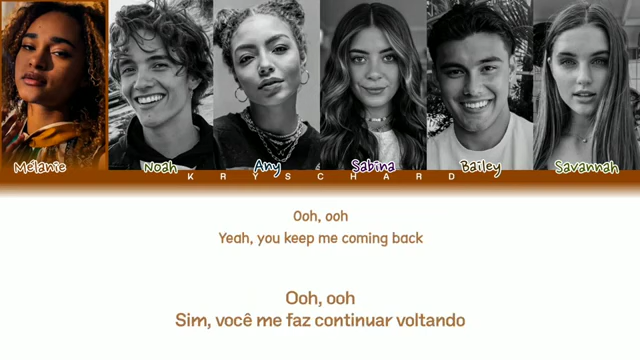 Mélanie Noah Any Sabina Bailey Savannah
K R Y S C H A R D
Ooh, ooh
Yeah, you keep me coming back
Ooh, ooh
Sim, você me faz continuar voltando